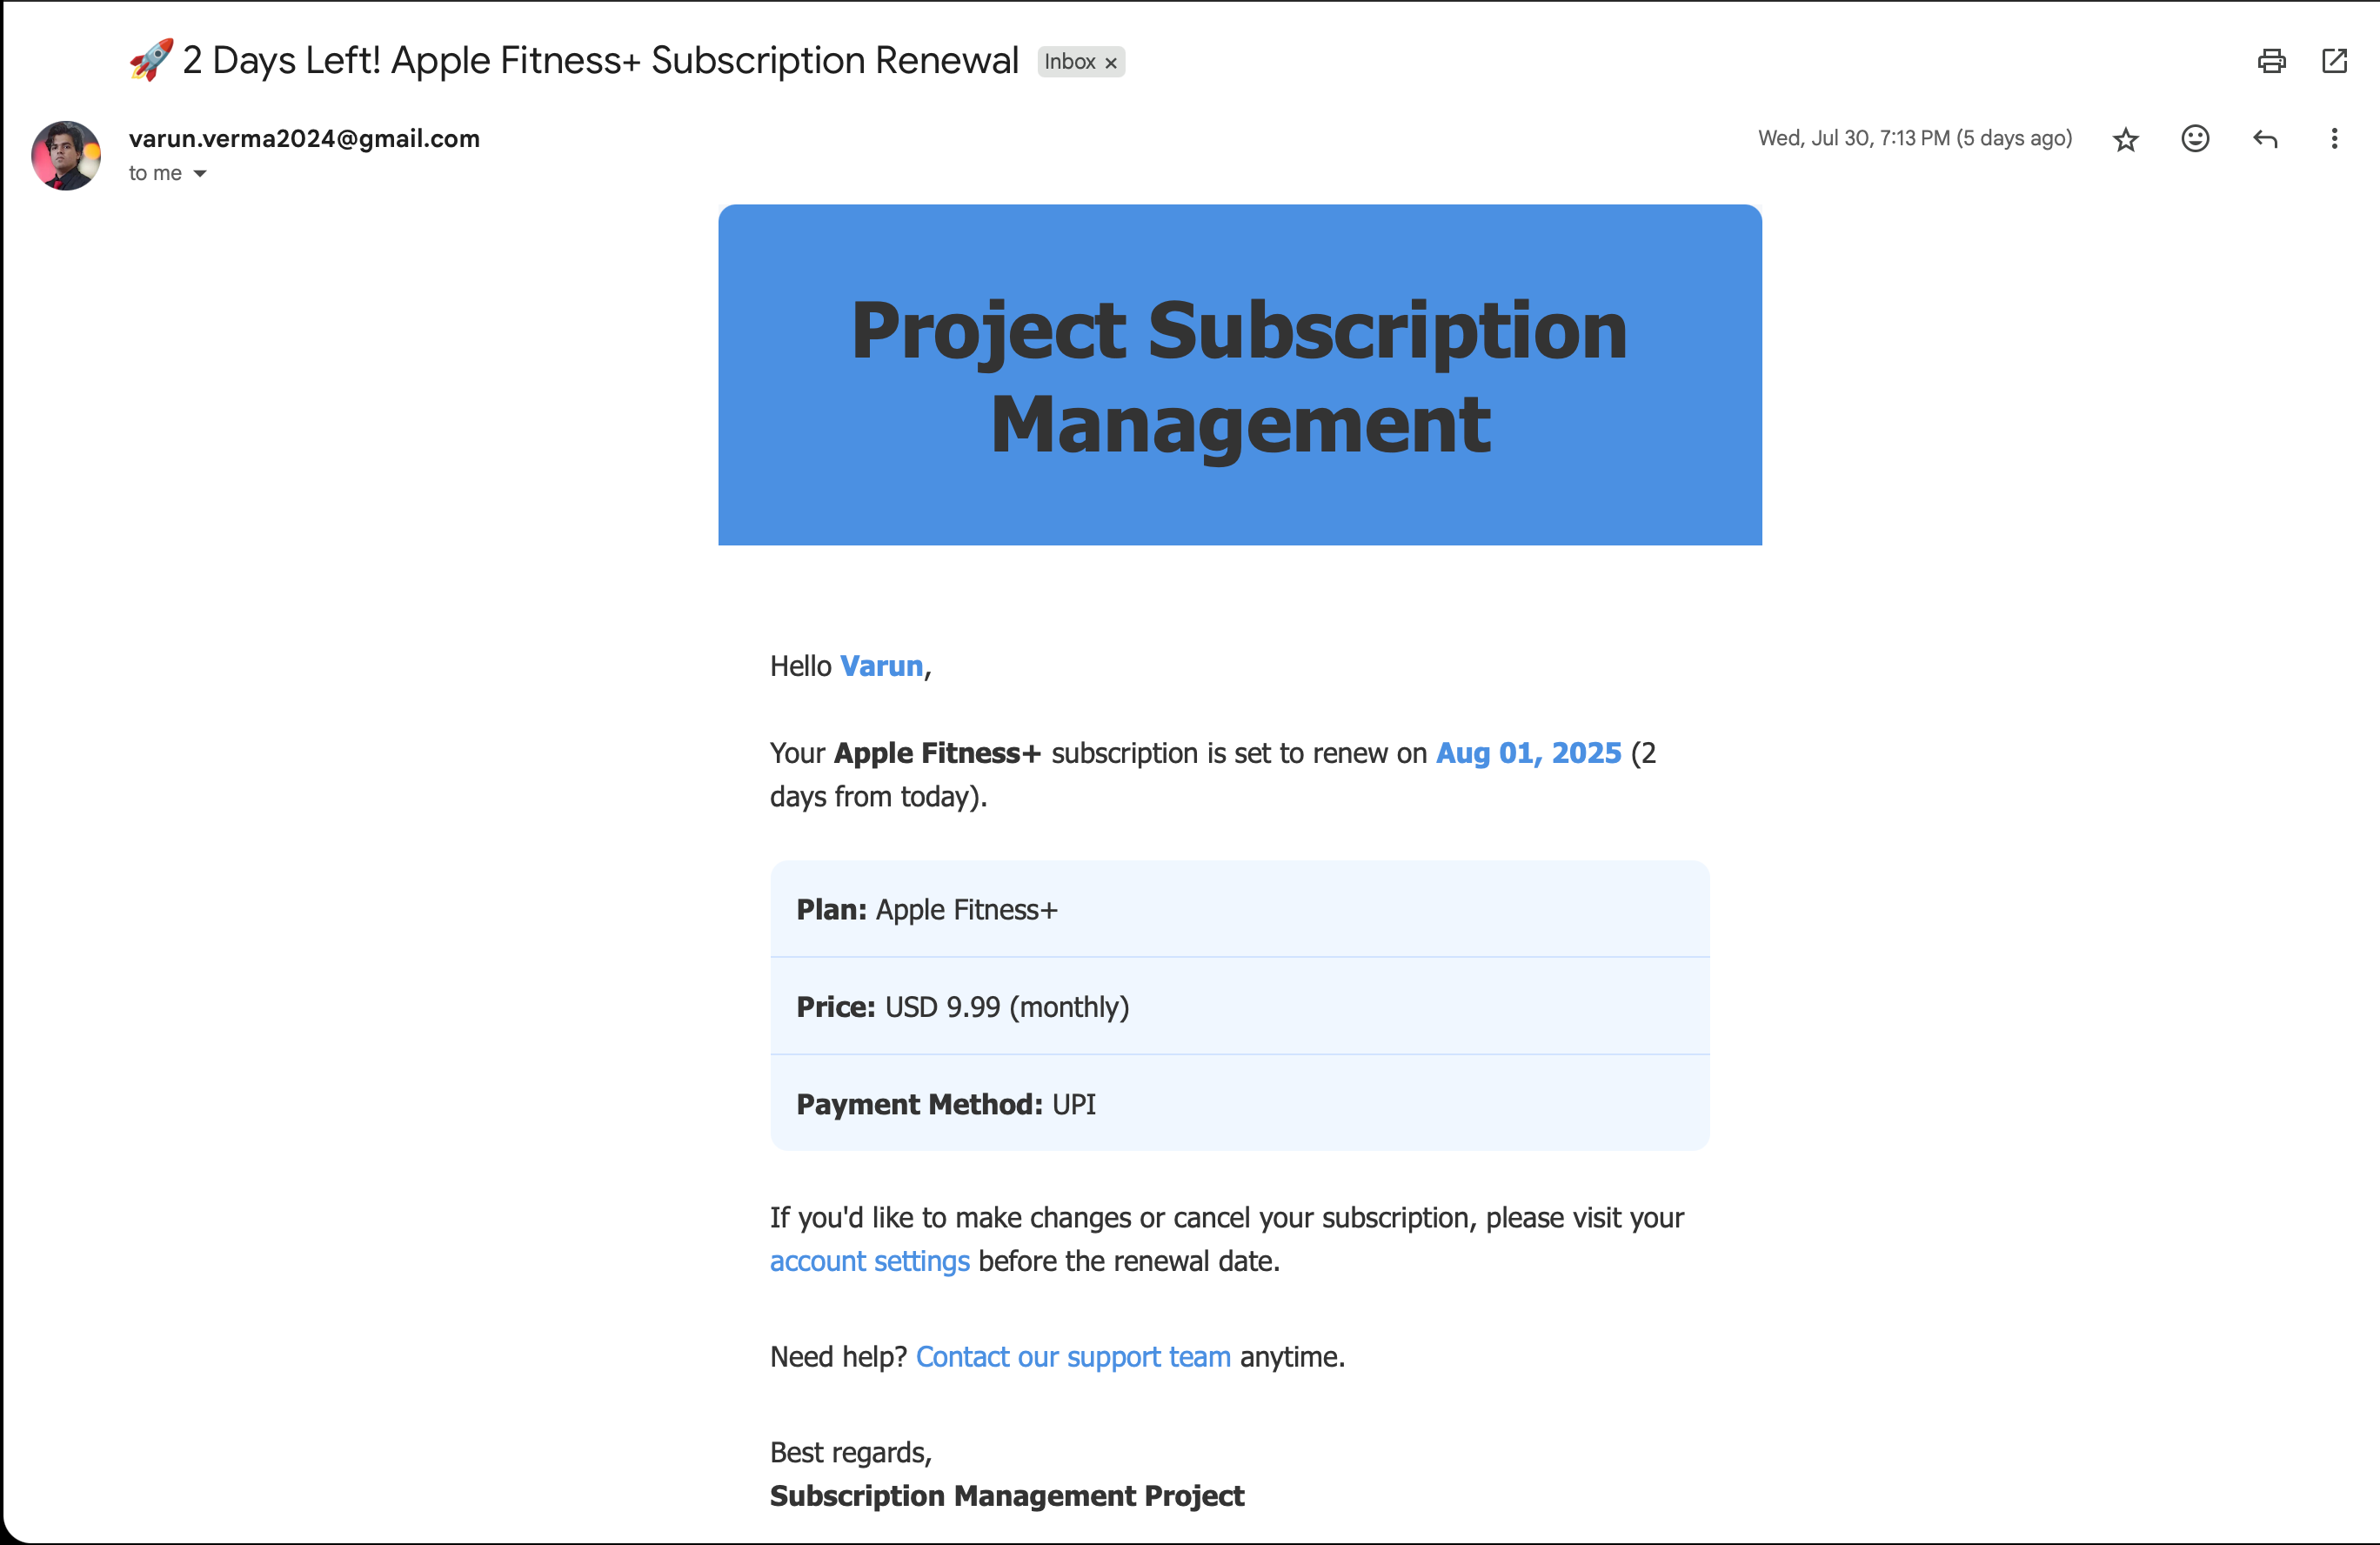 🚀 2 Days Left! Apple Fitness+ Subscription Renewal Inbox ×
varun.verma2024@gmail.com
Wed, Jul 30, 7:13 PM (5 days ago)
to me
Project Subscription
Management
Hello Varun,
Your Apple Fitness+ subscription is set to renew on Aug 01, 2025 (2
days from today).
Plan: Apple Fitness+
Price: USD 9.99 (monthly)
Payment Method: UPI
If you'd like to make changes or cancel your subscription, please visit your
account settings before the renewal date.
Need help? Contact our support team anytime.
Best regards,
Subscription Management Project